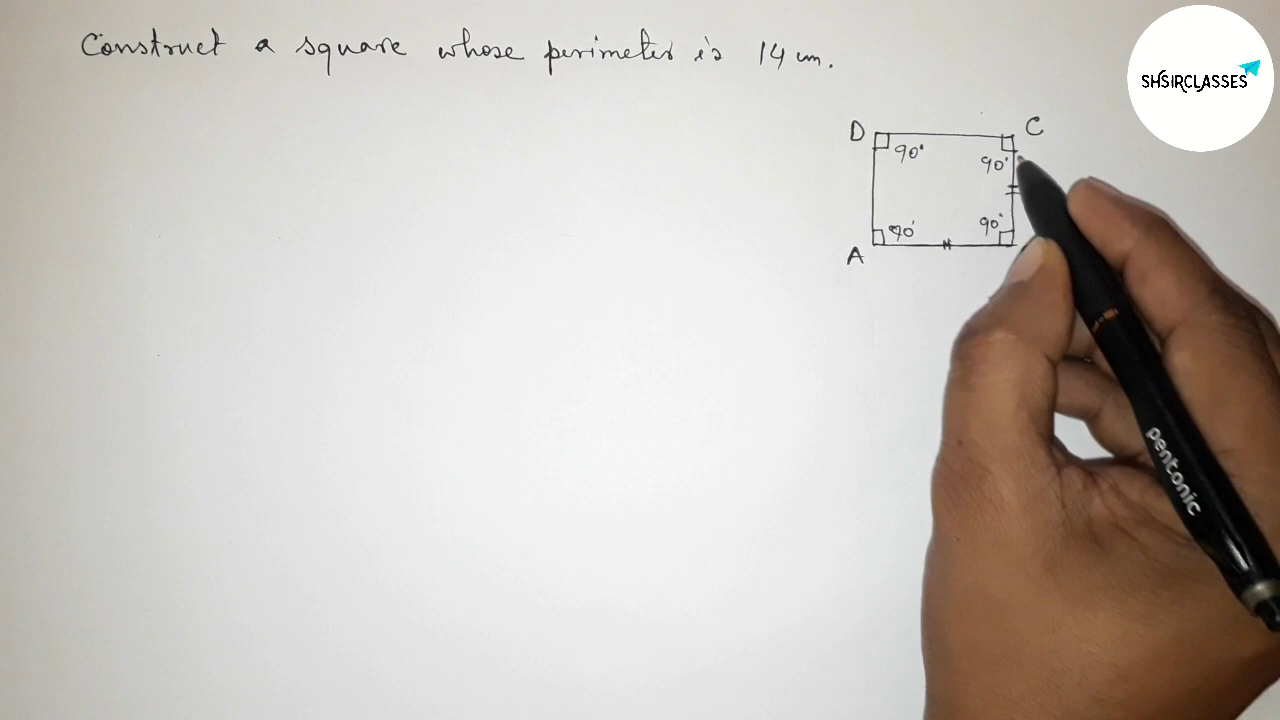 Construct a square whose perimeter is 14 cm.
SHSIRCLASSES
D
C
90°
90°
90°
90°
A
pentonic